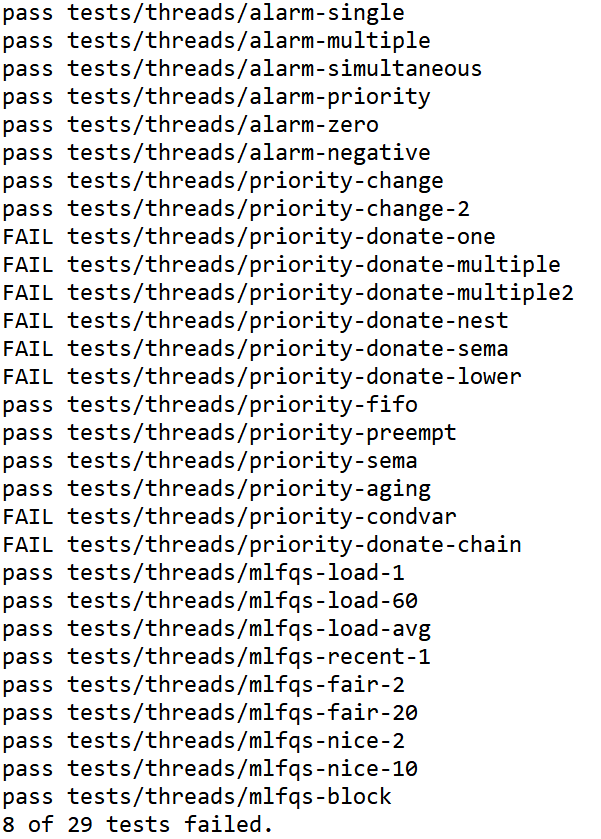 pass tests/threads/alarm-single
pass tests/threads/alarm-multiple
pass tests/threads/alarm-simultaneous
pass tests/threads/alarm-priority
pass tests/threads/alarm-zero
pass tests/threads/alarm-negative
pass tests/threads/priority-change
pass tests/threads/priority-change-2
FAIL tests/threads/priority-donate-one
FAIL tests/threads/priority-donate-multiple
FAIL tests/threads/priority-donate-multiple2
FAIL tests/threads/priority-donate-nest
FAIL tests/threads/priority-donate-sema
FAIL tests/threads/priority-donate-lower
pass tests/threads/priority-fifo
pass tests/threads/priority-preempt
pass tests/threads/priority-sema
pass tests/threads/priority-aging
FAIL tests/threads/priority-condvar
FAIL tests/threads/priority-donate-chain
pass tests/threads/mlfqs-load-1
pass tests/threads/mlfqs-load-60
pass tests/threads/mlfqs-load-avg
pass tests/threads/mlfqs-recent-1
pass tests/threads/mlfqs-fair-2
pass tests/threads/mlfqs-fair-20
pass tests/threads/mlfqs-nice-2
pass tests/threads/mlfqs-nice-10
pass tests/threads/mlfqs-block
8 of 29 tests failed.